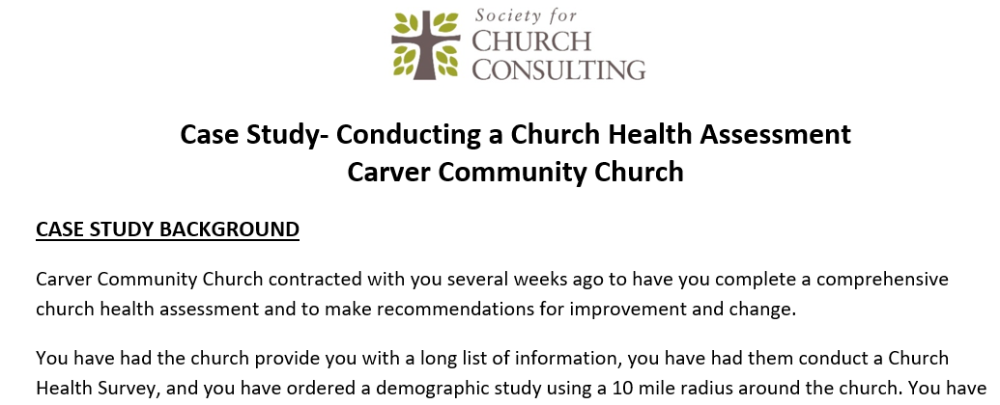 Society for
CHURCH
CONSULTING
Case Study- Conducting a Church Health Assessment
Carver Community Church
CASE STUDY BACKGROUND
Carver Community Church contracted with you several weeks ago to have you complete a comprehensive
church health assessment and to make recommendations for improvement and change.
You have had the church provide you with a long list of information, you have had them conduct a Church
Health Survey, and you have ordered a demographic study using a 10 mile radius around the church. You have